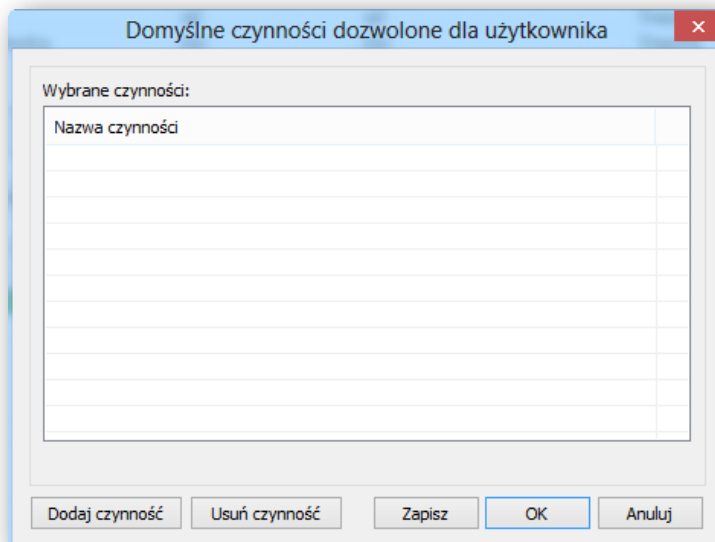 Domyślne czynności dozwolone dla użytkownika
Wybrane czynności:
Nazwa czynności
Dodaj czynność Usuń czynność Zapisz OK Anuluj